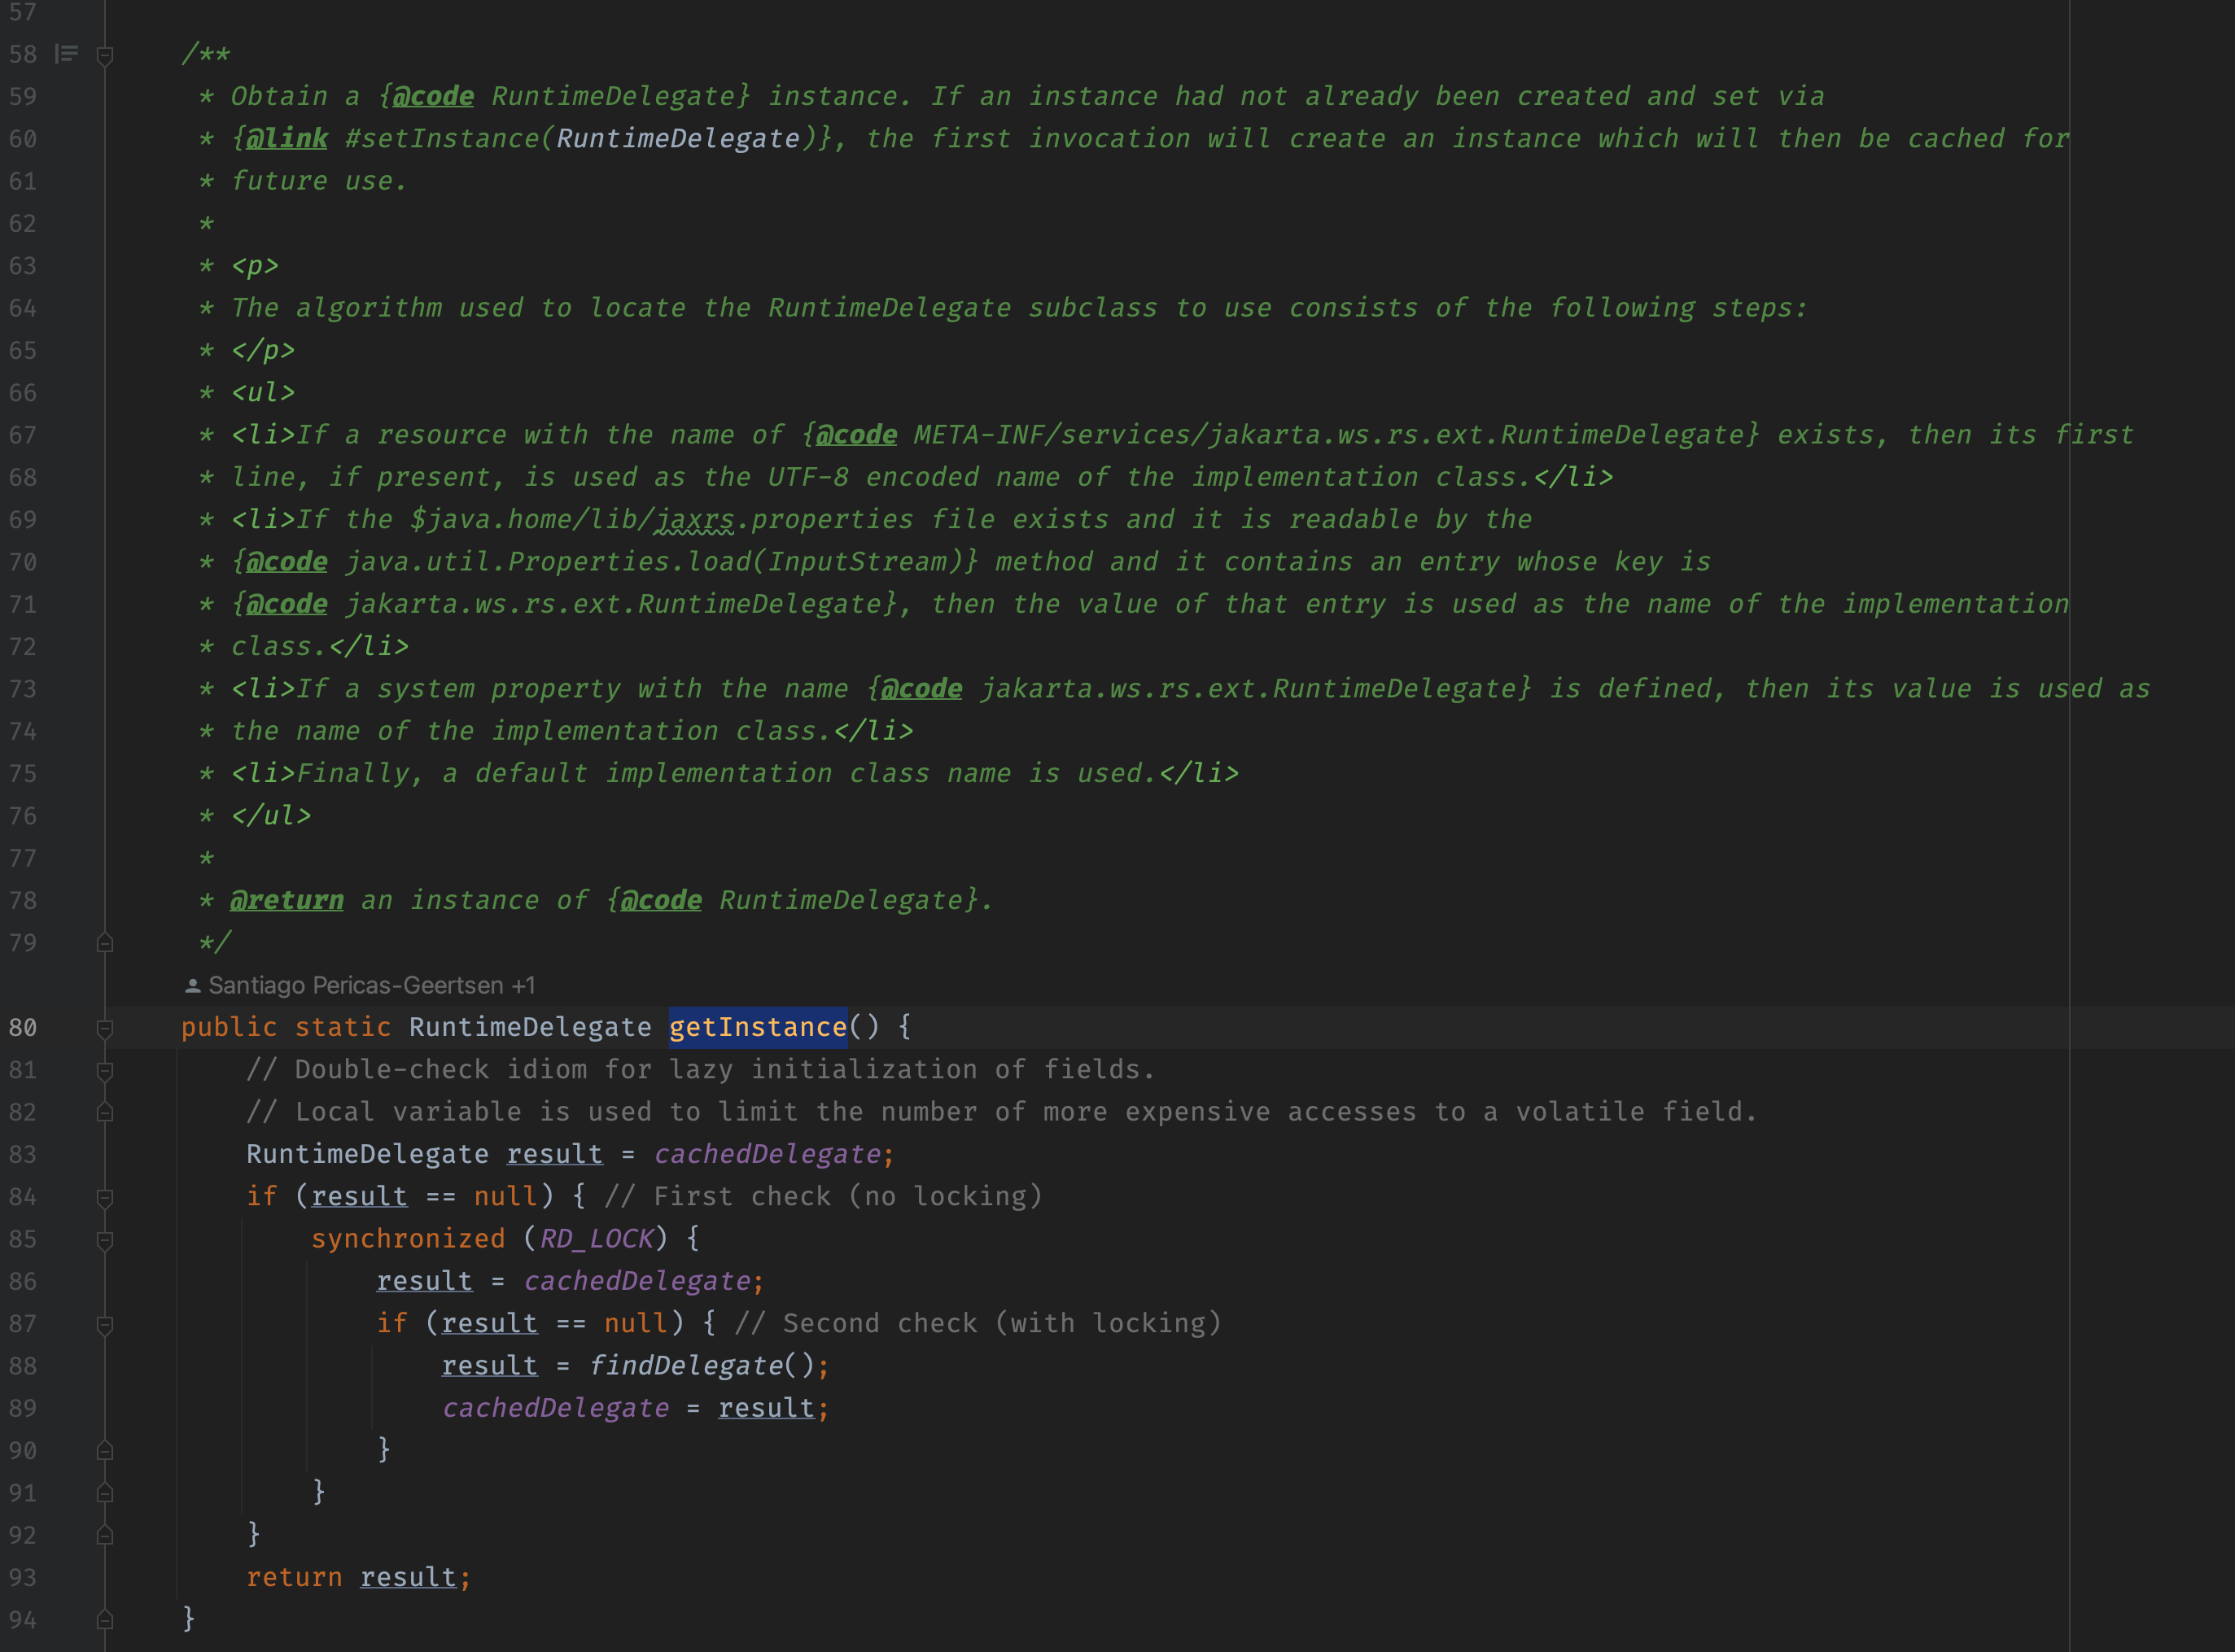 57
58 /**
59 * Obtain a {@code RuntimeDelegate} instance. If an instance had not already been created and set via
60 * {@link #setInstance(RuntimeDelegate)}, the first invocation will create an instance which will then be cached for
61 * future use.
62 *
63 * <p>
64 * The algorithm used to locate the RuntimeDelegate subclass to use consists of the following steps:
65 * </p>
66 * <ul>
67 * <li>If a resource with the name of {@code META-INF/services/jakarta.ws.rs.ext.RuntimeDelegate} exists, then its first
68 * line, if present, is used as the UTF-8 encoded name of the implementation class.</li>
69 * <li>If the $java.home/lib/jaxrs.properties file exists and it is readable by the
70 * {@code java.util.Properties.load(InputStream)} method and it contains an entry whose key is
71 * {@code jakarta.ws.rs.ext.RuntimeDelegate}, then the value of that entry is used as the name of the implementation
72 * class.</li>
73 * <li>If a system property with the name {@code jakarta.ws.rs.ext.RuntimeDelegate} is defined, then its value is used as
74 * the name of the implementation class.</li>
75 * <li>Finally, a default implementation class name is used.</li>
76 * </ul>
77 *
78 * @return an instance of {@code RuntimeDelegate}.
79 */
Santiago Pericas-Geertsen +1
80 public static RuntimeDelegate getInstance() {
81 // Double-check idiom for lazy initialization of fields.
82 // Local variable is used to limit the number of more expensive accesses to a volatile field.
83 RuntimeDelegate result = cachedDelegate;
84 if (result == null) { // First check (no locking)
85 synchronized (RD_LOCK) {
86 result = cachedDelegate;
87 if (result == null) { // Second check (with locking)
88 result = findDelegate();
89 cachedDelegate = result;
90 }
91 }
92 }
93 return result;
94 }